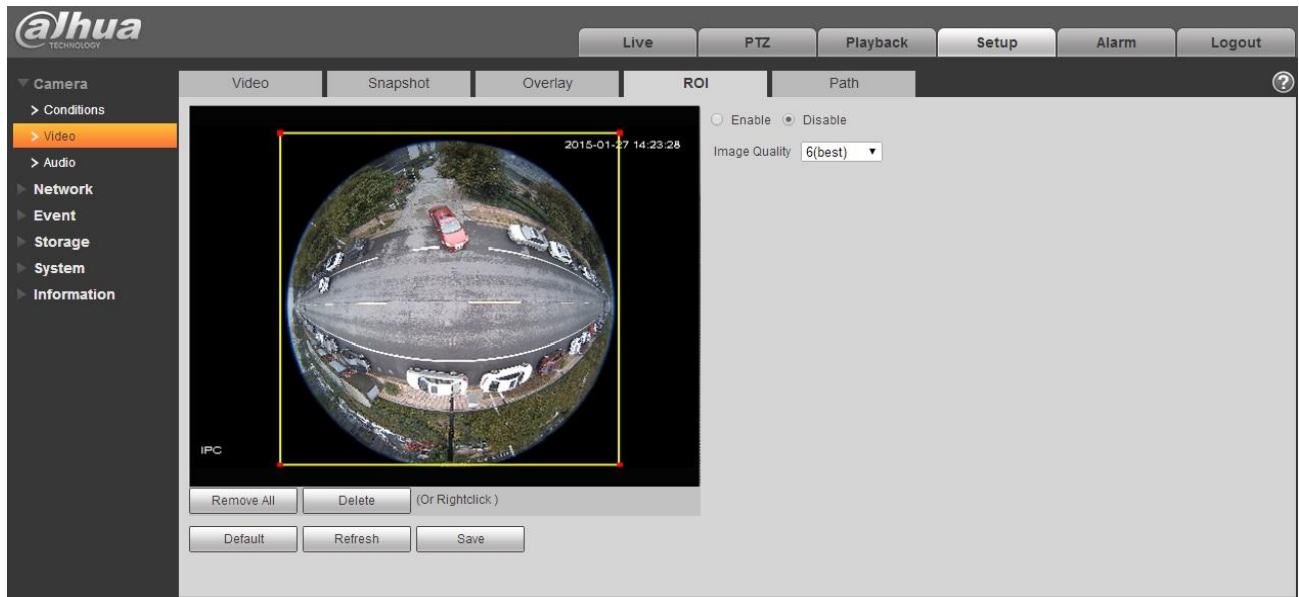 alhua
TECHNOLOGY
Live PTZ Playback Setup Alarm Logout
Camera
> Conditions
> Video
> Audio
Network
Event
Storage
System
Information
Video Snapshot Overlay ROI Path
?
2015-01-27 14:23:28
IPC
Enable Disable
Image Quality 6(best)
Remove All Delete (Or Rightclick )
Default Refresh Save